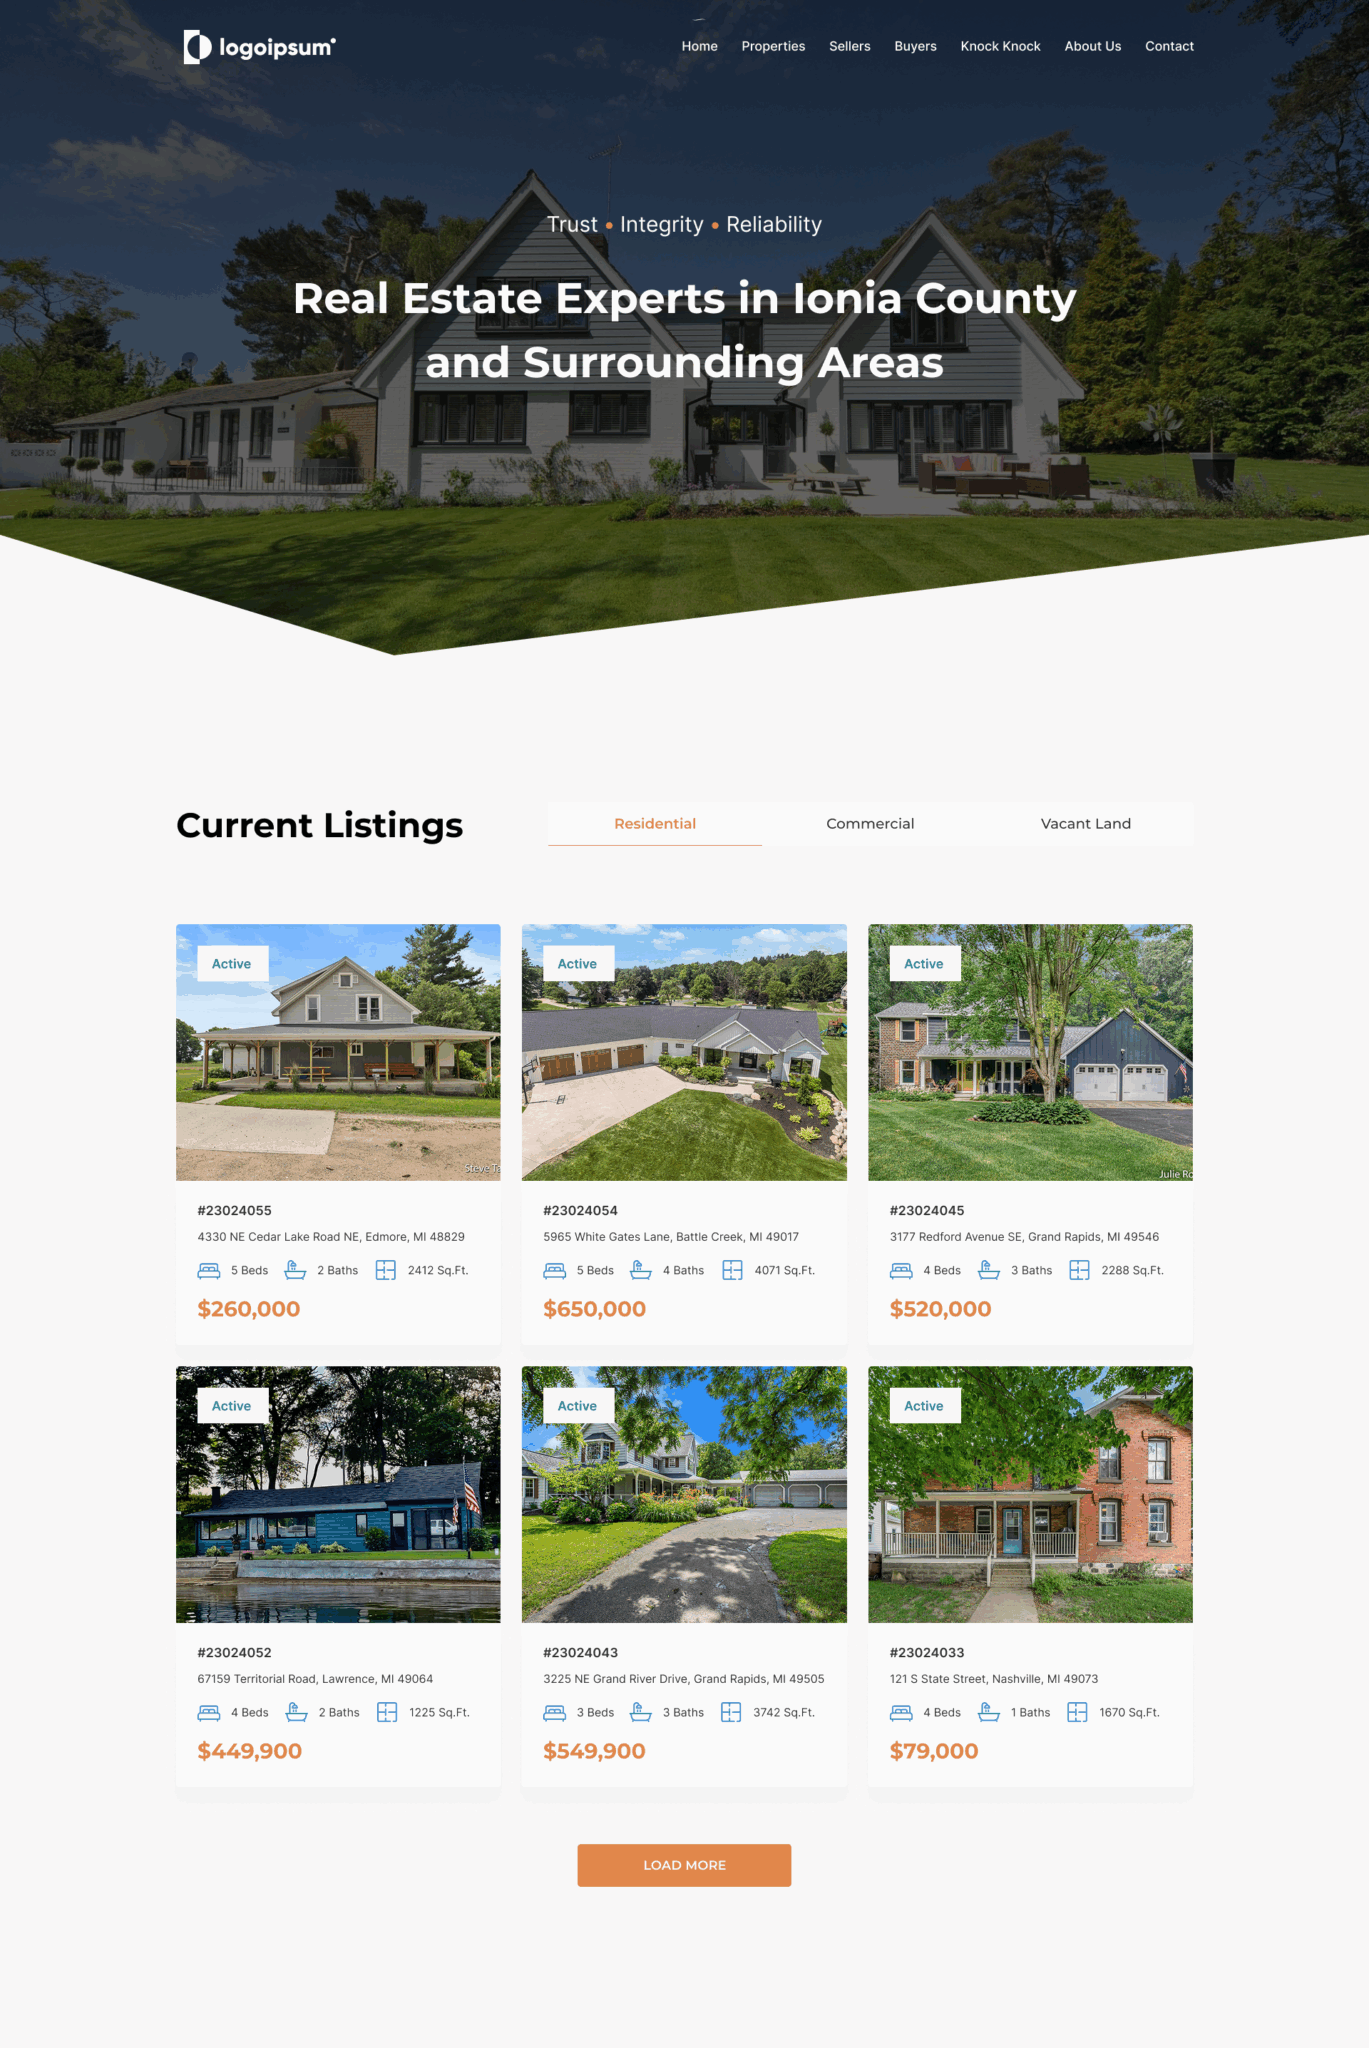 logoipsum
Home Properties Sellers Buyers Knock Knock About Us Contact
Trust • Integrity • Reliability
Real Estate Experts in Ionia County
and Surrounding Areas
Current Listings
Residential Commercial Vacant Land
Active
Active
Active
Steve T
Julie Ro
#23024055
4330 NE Cedar Lake Road NE, Edmore, MI 48829
5 Beds 2 Baths 2412 Sq.Ft.
$260,000
#23024054
5965 White Gates Lane, Battle Creek, MI 49017
5 Beds 4 Baths 4071 Sq.Ft.
$650,000
#23024045
3177 Redford Avenue SE, Grand Rapids, MI 49546
4 Beds 3 Baths 2288 Sq.Ft.
$520,000
Active
Active
Active
#23024052
67159 Territorial Road, Lawrence, MI 49064
4 Beds 2 Baths 1225 Sq.Ft.
$449,900
#23024043
3225 NE Grand River Drive, Grand Rapids, MI 49505
3 Beds 3 Baths 3742 Sq.Ft.
$549,900
#23024033
121 S State Street, Nashville, MI 49073
4 Beds 1 Baths 1670 Sq.Ft.
$79,000
LOAD MORE